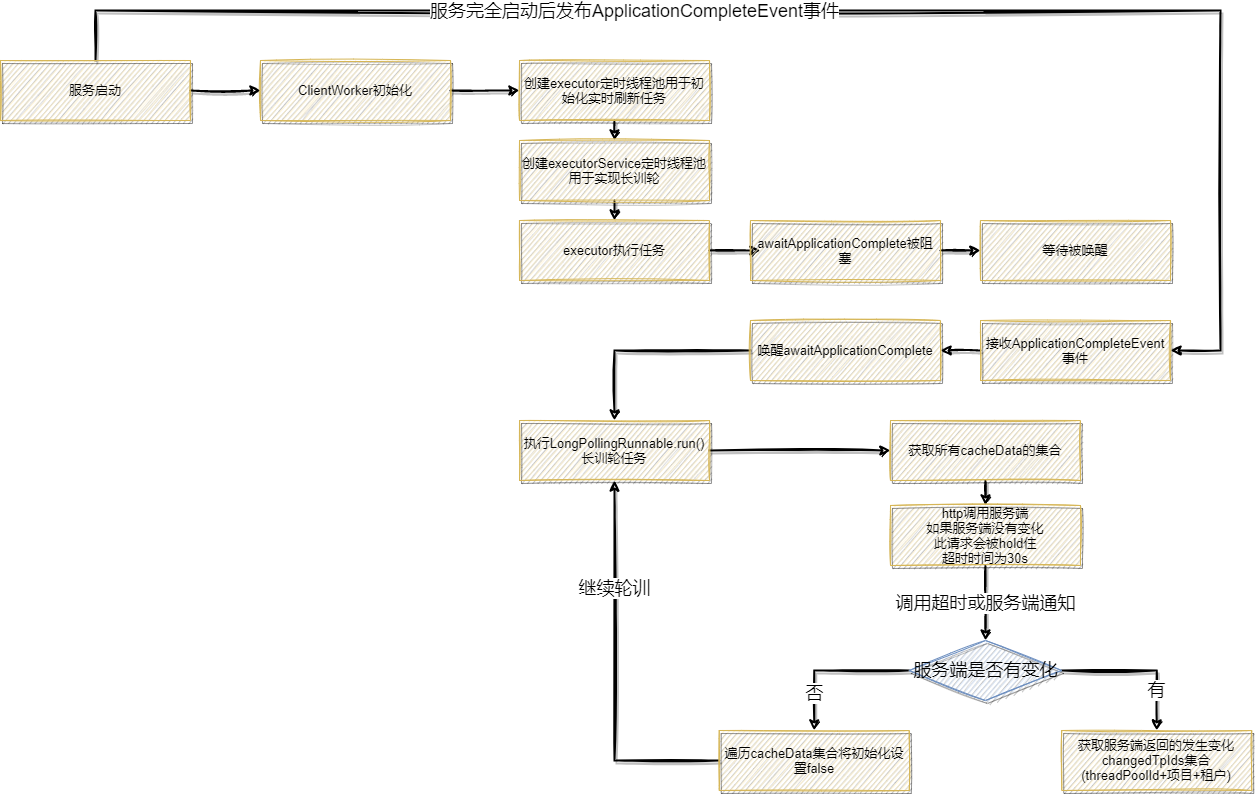 服务完全启动后发布ApplicationCompleteEvent事件
服务启动
ClientWorker初始化
创建executor定时线程池用于初
始化实时刷新任务
创建executorService定时线程池
用于实现长训轮
executor执行任务
awaitApplicationComplete被阻
塞
等待被唤醒
唤醒awaitApplicationComplete
接收ApplicationCompleteEvent
事件
执行LongPollingRunnable.run()
长训轮任务
获取所有cacheData的集合
http调用服务端
如果服务端没有变化
此请求会被hold住
超时时间为30s
继续轮训
调用超时或服务端通知
服务端是否有变化
否
有
遍历cacheData集合将初始化设
置false
获取服务端返回的发生变化
changedTpIds集合
(threadPoolId+项目+租户)